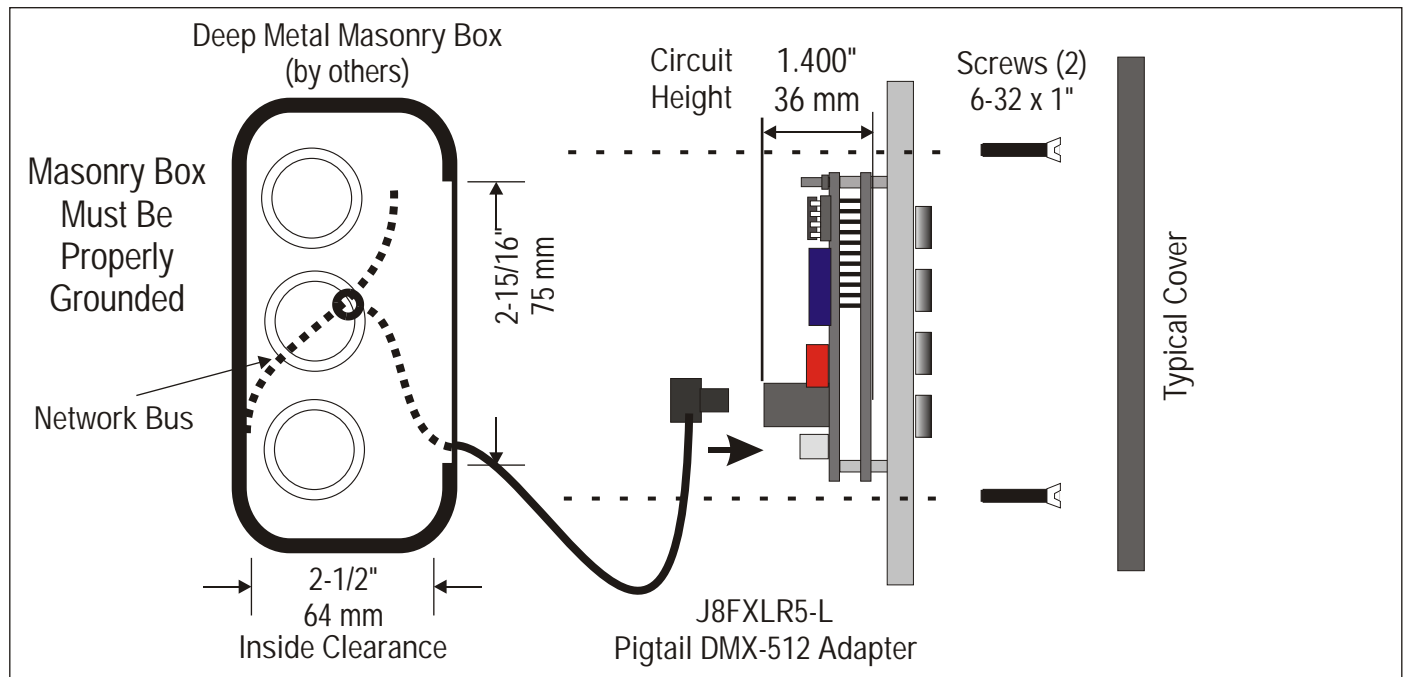 Deep Metal Masonry Box
(by others)
Circuit
Height
1.400"
36 mm
Screws (2)
6-32 x 1"
Masonry Box
Must Be
Properly
Grounded
2-15/16"
75 mm
Typical Cover
Network Bus
2-1/2"
64 mm
Inside Clearance
J8FXLR5-L
Pigtail DMX-512 Adapter